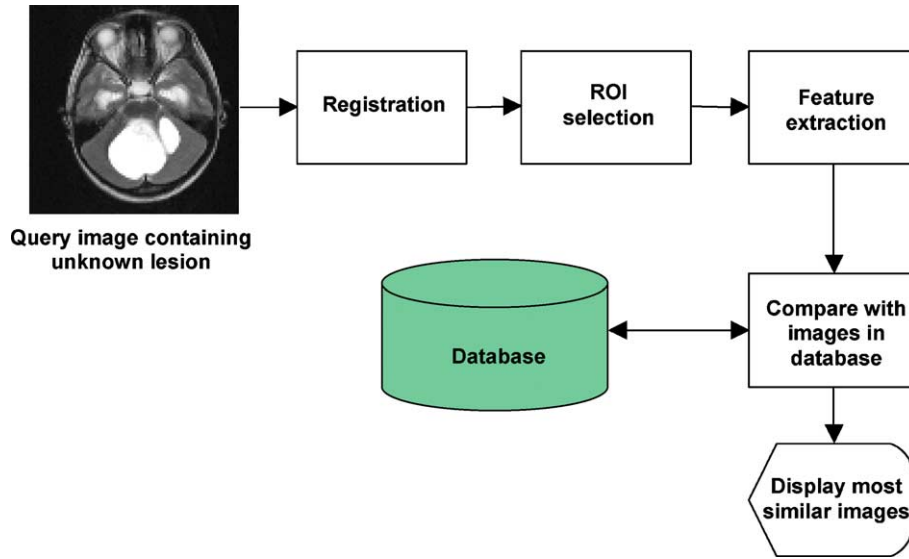 Query image containing
unknown lesion
Registration
ROI
selection
Feature
extraction
Compare with
images in
database
Database
Display most
similar images